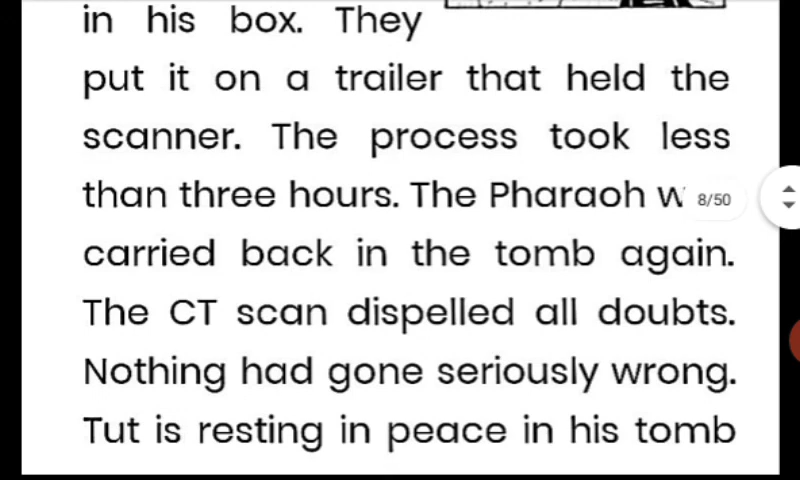 in his box. They
put it on a trailer that held the
scanner. The process took less
than three hours. The Pharaoh
8/50
carried back in the tomb again.
The CT scan dispelled all doubts.
Nothing had gone seriously wrong.
Tut is resting in peace in his tomb